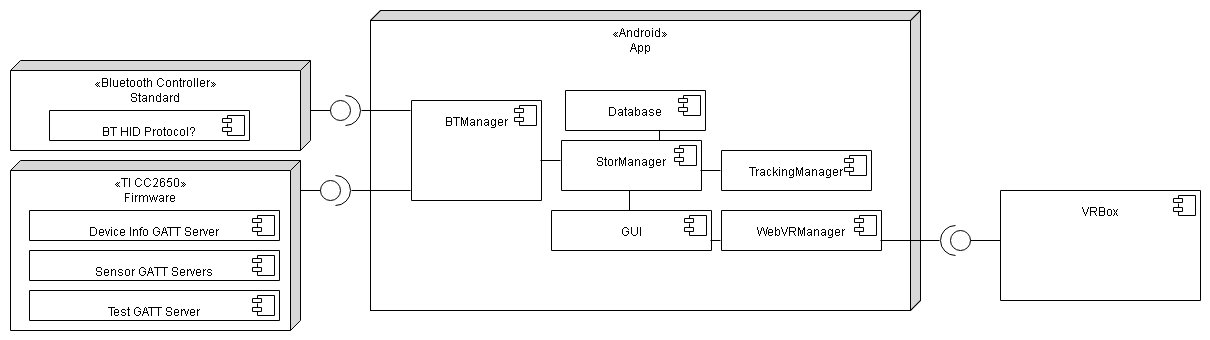 «Bluetooth Controller»
Standard
BT HID Protocol?
«TI CC2650»
Firmware
Device Info GATT Server
Sensor GATT Servers
Test GATT Server
«Android»
App
BTManager
Database
StorManager
TrackingManager
GUI
WebVRManager
VRBox